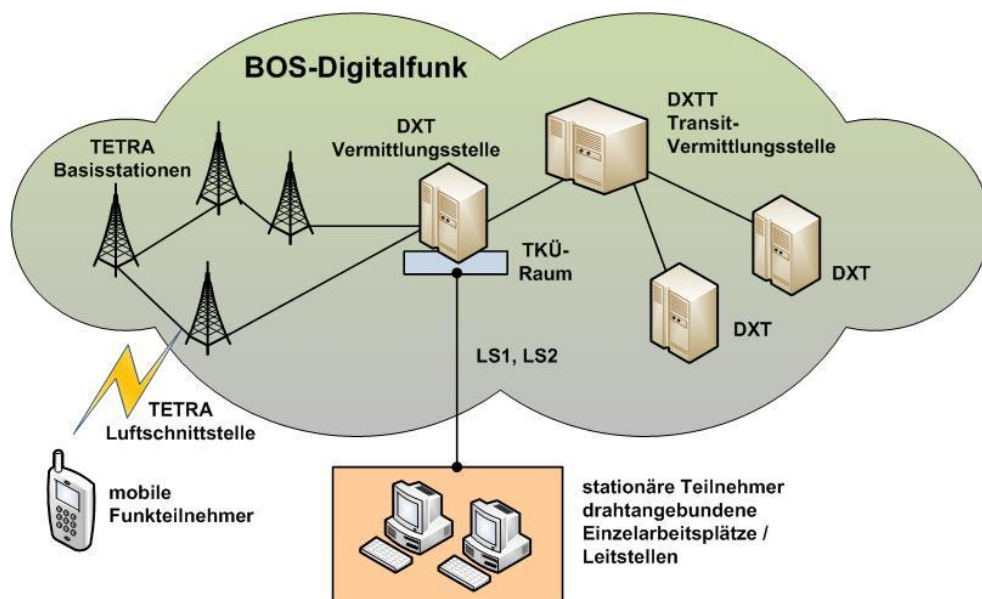 BOS-Digitalfunk
TETRA
Basisstationen
DXT
Vermittlungsstelle
DXTT
Transit-
Vermittlungsstelle
TKÜ-
Raum
DXT
DXT
LS1, LS2
TETRA
Luftschnittstelle
mobile
Funkteilnehmer
stationäre Teilnehmer
drahtangebundene
Einzelarbeitsplätze /
Leitstellen